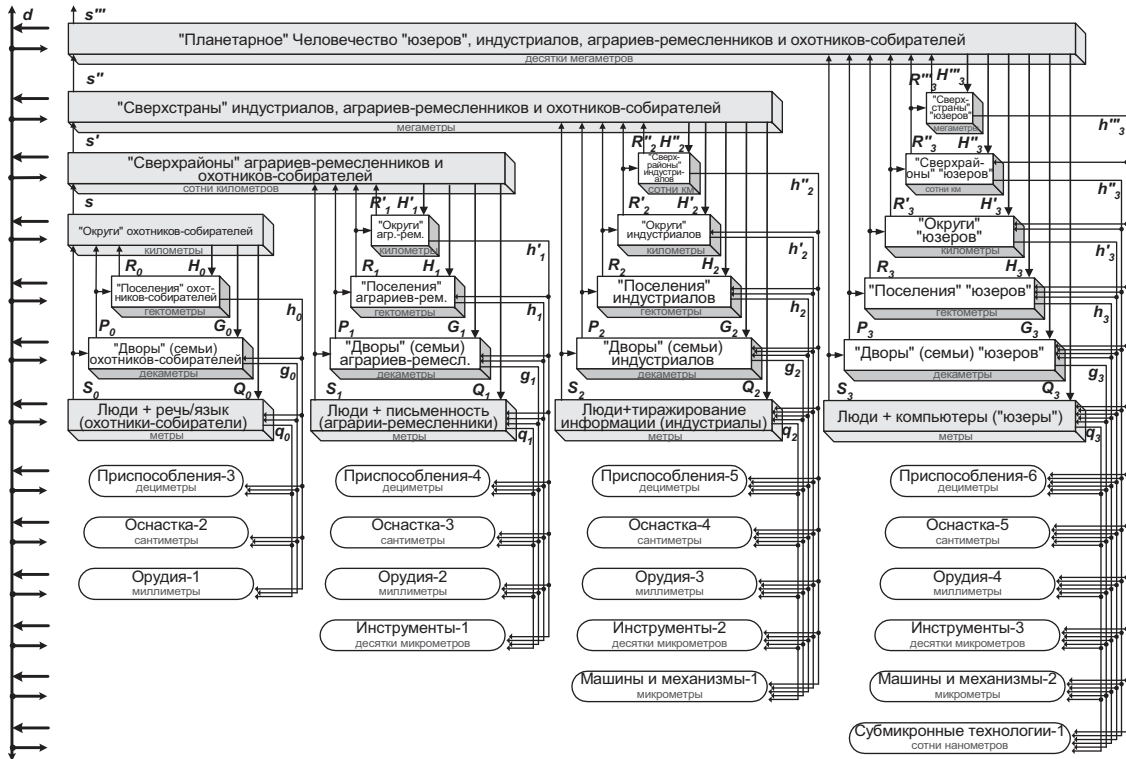 d
s'''
"Планетарное" Человечество "юзеров", индустриалов, аграриев-ремесленников и охотников-собирателей
десятки мегаметров
s''
"Сверхстраны" индустриалов, аграриев-ремесленников и охотников-собирателей
мегаметры
R'''3 H'''3
"Сверх-
страны"
"юзеров"
мегаметры
h'''3
s'
"Сверхрайоны" аграриев-ремесленников и
охотников-собирателей
сотни километров
R''2 H''2
"Сверх-
районы"
индустри-
алов
сотни км
h''2
R''3 H''3
"Сверхрай-
оны" "юзеров"
сотни км
h''3
s
"Округи" охотников-собирателей
километры
R'1 H'1
"Округи"
агр.-рем.
километры
h'1
R'2 H'2
"Округи"
индустриалов
километры
h'2
R'3 H'3
"Округи"
"юзеров"
километры
h'3
R0 H0
"Поселения" охот-
ников-собирателей
гектометры
h0
R1 H1
"Поселения"
аграриев-рем.
гектометры
h1
R2 H2
"Поселения"
индустриалов
гектометры
h2
R3 H3
"Поселения" "юзеров"
гектометры
h3
P0 G0
"Дворы" (семьи)
охотников-собирателей
декаметры
g0
P1 G1
"Дворы" (семьи)
аграриев-ремесл.
декаметры
g1
P2 G2
"Дворы" (семьи)
индустриалов
декаметры
g2
P3 G3
"Дворы" (семьи) "юзеров"
декаметры
g3
S0 Q0
Люди + речь/язык
(охотники-собиратели)
метры
q0
S1 Q1
Люди + письменность
(аграрии-ремесленники)
метры
q1
S2 Q2
Люди+тиражирование
информации (индустриалы)
метры
q2
S3 Q3
Люди + компьютеры ("юзеры")
метры
q3
Приспособления-3
дециметры
Приспособления-4
дециметры
Приспособления-5
дециметры
Приспособления-6
дециметры
Оснастка-2
сантиметры
Оснастка-3
сантиметры
Оснастка-4
сантиметры
Оснастка-5
сантиметры
Орудия-1
миллиметры
Орудия-2
миллиметры
Орудия-3
миллиметры
Орудия-4
миллиметры
Инструменты-1
десятки микрометров
Инструменты-2
десятки микрометров
Инструменты-3
десятки микрометров
Машины и механизмы-1
микрометры
Машины и механизмы-2
микрометры
Субмикронные технологии-1
сотни нанометров